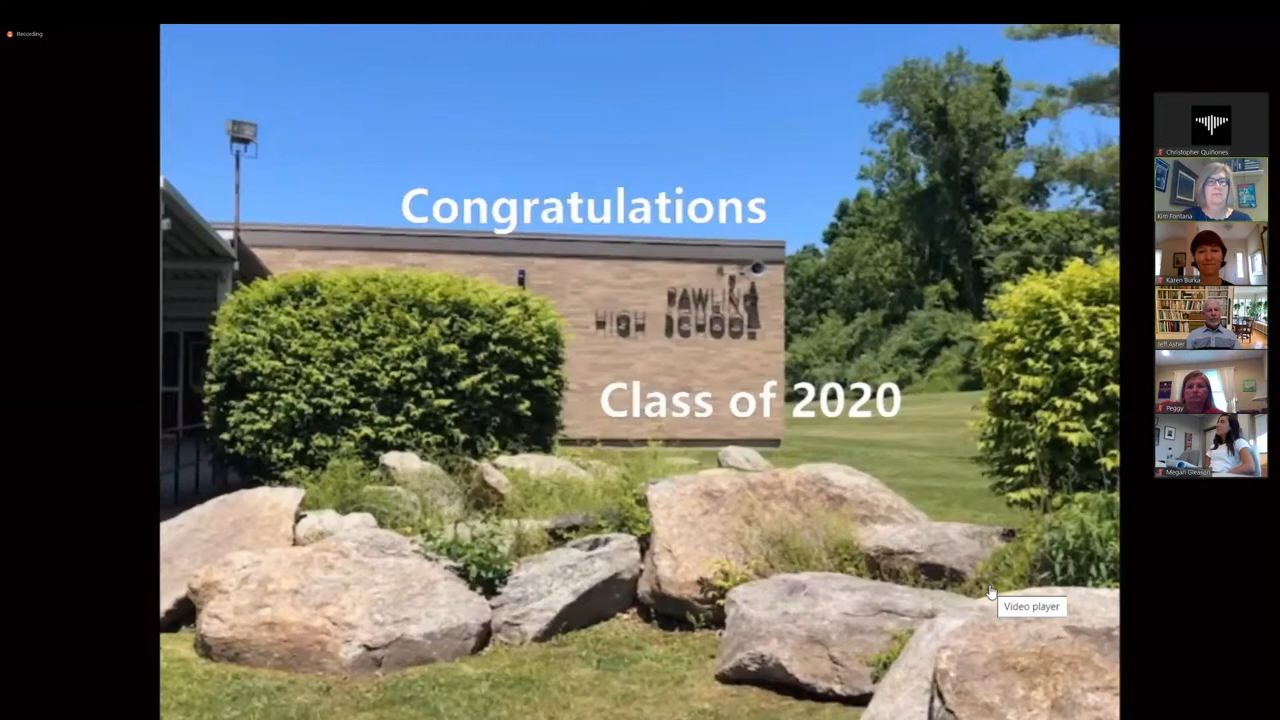 Recording
Congratulations
PAWLING
HIGH SCHOOL
Class of 2020
Video player
Christopher Quiñones
Kim Fontana
Karen Burka
Jeff Asher
Peggy
Megan Gleason